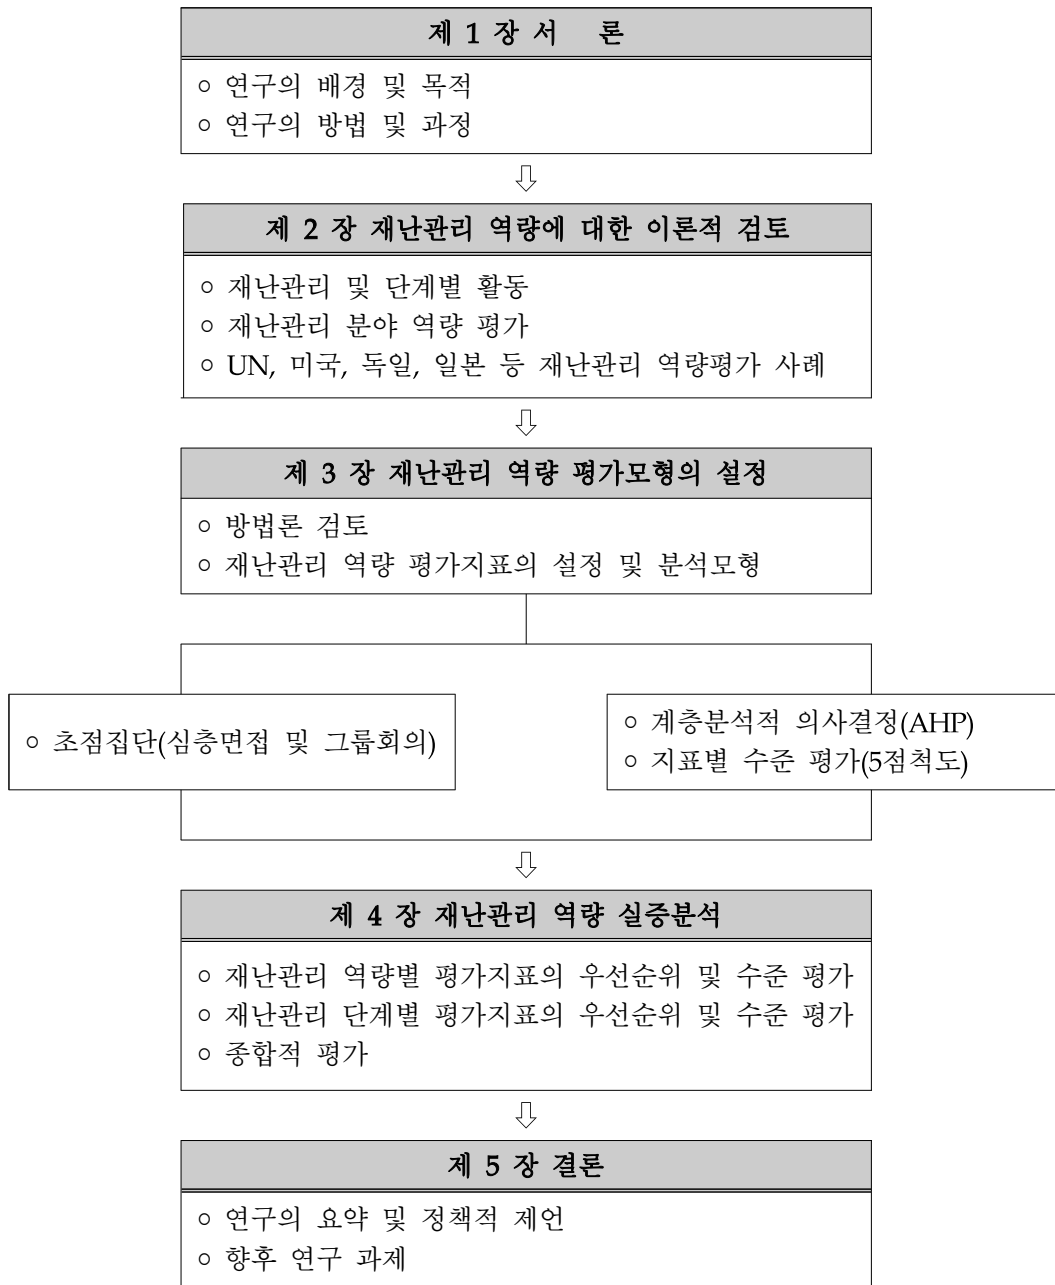 제 1 장 서 론
○ 연구의 배경 및 목적
○ 연구의 방법 및 과정
제 2 장 재난관리 역량에 대한 이론적 검토
○ 재난관리 및 단계별 활동
○ 재난관리 분야 역량 평가
○ UN, 미국, 독일, 일본 등 재난관리 역량평가 사례
제 3 장 재난관리 역량 평가모형의 설정
○ 방법론 검토
○ 재난관리 역량 평가지표의 설정 및 분석모형
○ 초점집단(심층면접 및 그룹회의)
○ 계층분석적 의사결정(AHP)
○ 지표별 수준 평가(5점척도)
제 4 장 재난관리 역량 실증분석
○ 재난관리 역량별 평가지표의 우선순위 및 수준 평가
○ 재난관리 단계별 평가지표의 우선순위 및 수준 평가
○ 종합적 평가
제 5 장 결론
○ 연구의 요약 및 정책적 제언
○ 향후 연구 과제